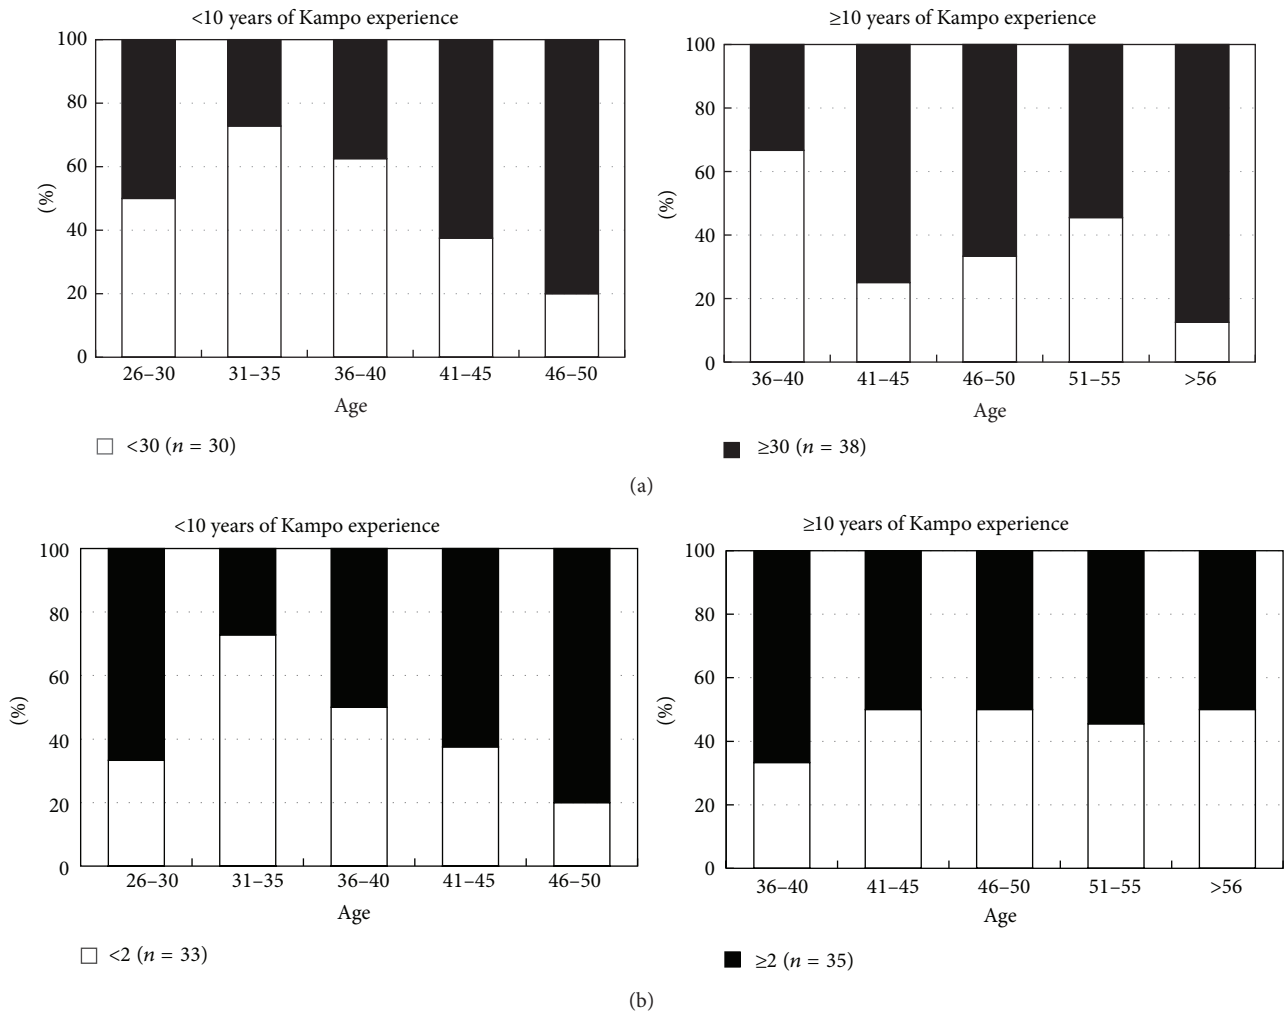 <10 years of Kampo experience
100
80
60
40
20
0
(%)
26–30 31–35 36–40 41–45 46–50
Age
<30 (n = 30)
≥10 years of Kampo experience
100
80
60
40
20
0
(%)
36–40 41–45 46–50 51–55 >56
Age
≥30 (n = 38)
(a)
<10 years of Kampo experience
100
80
60
40
20
0
(%)
26–30 31–35 36–40 41–45 46–50
Age
<2 (n = 33)
≥10 years of Kampo experience
100
80
60
40
20
0
(%)
36–40 41–45 46–50 51–55 >56
Age
≥2 (n = 35)
(b)